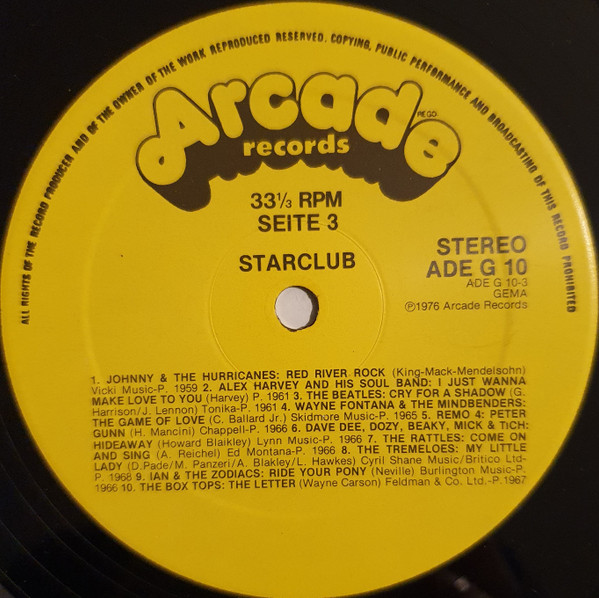 ALL RIGHTS OF THE RECORD PRODUCER AND OF THE OWNER OF THE WORK REPRODUCED RESERVED. COPYING, PUBLIC PERFORMANCE AND BROADCASTING OF THIS RECORD PROHIBITED
Arcade
REGD.
records
33⅓ RPM
SEITE 3
STARCLUB
STEREO
ADE G 10
ADE G 10-3
GEMA
℗1976 Arcade Records
1. JOHNNY & THE HURRICANES: RED RIVER ROCK (King-Mack-Mendelsohn)
Vicki Music-P. 1959 2. ALEX HARVEY AND HIS SOUL BAND: I JUST WANNA
MAKE LOVE TO YOU (Harvey) P. 1961 3. THE BEATLES: CRY FOR A SHADOW (G.
Harrison/J. Lennon) Tonika-P. 1961 4. WAYNE FONTANA & THE MINDBENDERS:
THE GAME OF LOVE (C. Ballard Jr.) Skidmore Music-P. 1965 5. REMO 4: PETER
GUNN (H. Mancini) Chappell-P. 1966 6. DAVE DEE, DOZY, BEAKY, MICK & TICH:
HIDEAWAY (Howard Blaikley) Lynn Music-P. 1966 7. THE RATTLES: COME ON
AND SING (A. Reichel) Ed Montana-P. 1966 8. THE TREMELOES: MY LITTLE
LADY (D.Pade/M. Panzeri/A. Blakley/L. Hawkes) Cyril Shane Music/Britico Ltd-
P. 1968 9. IAN & THE ZODIACS: RIDE YOUR PONY (Neville) Burlington Music-P.
1966 10. THE BOX TOPS: THE LETTER (Wayne Carson) Feldman & Co. Ltd.-P.1967